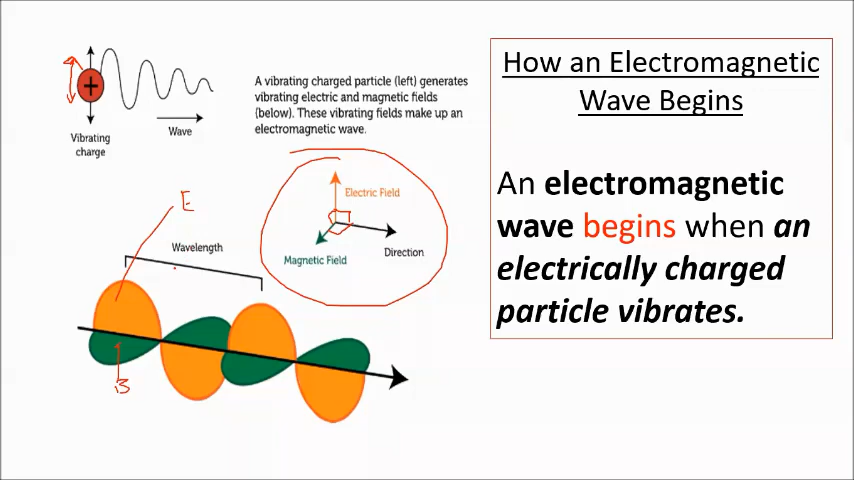 +
Vibrating
charge
Wave
A vibrating charged particle (left) generates
vibrating electric and magnetic fields
(below). These vibrating fields make up an
electromagnetic wave.
How an Electromagnetic
Wave Begins
An electromagnetic
wave begins when an
electrically charged
particle vibrates.
Electric Field
Direction
Magnetic Field
E
Wavelength
B